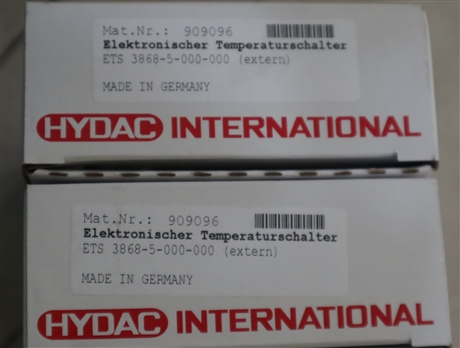 Mat.Nr.: 909096
Elektronischer Temperaturschalter
ETS 3868-5-000-000 (extern)
MADE IN GERMANY
HYDAC INTERNATIONAL
Mat.Nr.: 909096
Elektronischer Temperaturschalter
ETS 3868-5-000-000 (extern)
MADE IN GERMANY
HYDAC INTERNATIONAL